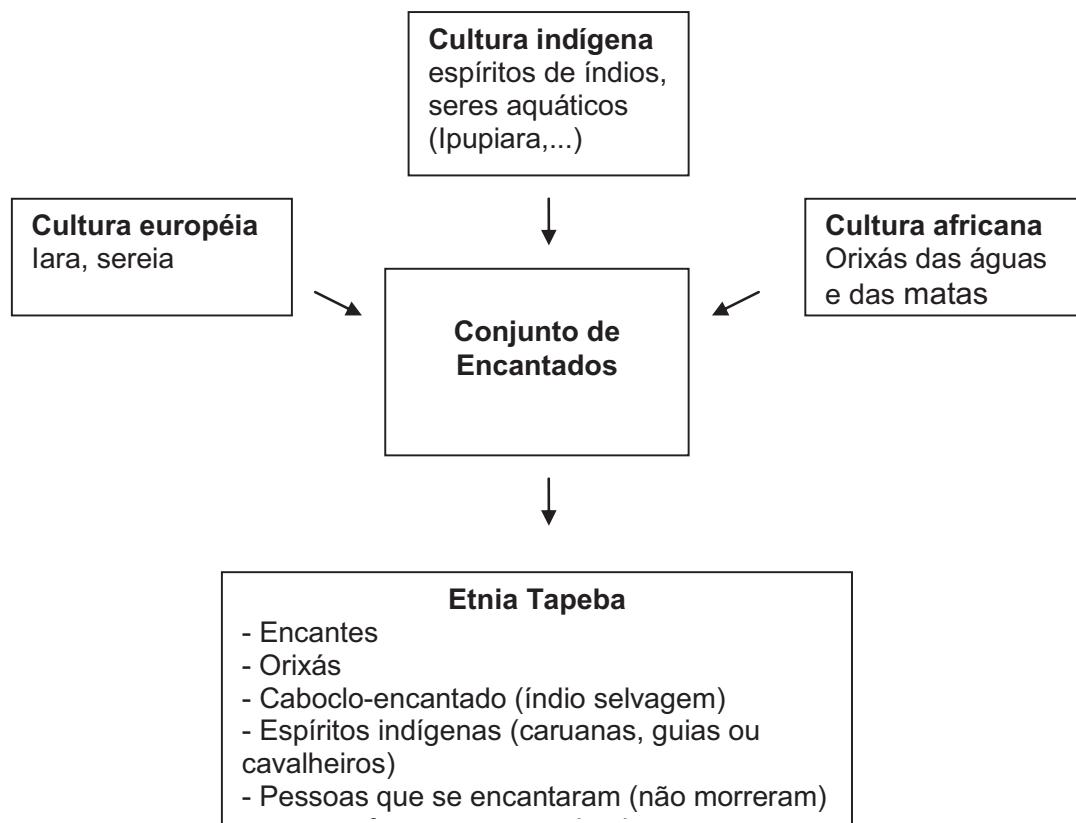 Cultura indígena
espíritos de índios,
seres aquáticos
(Ipupiara,...)
Cultura européia
Iara, sereia
Cultura africana
Orixás das águas
e das matas
Conjunto de
Encantados
Etnia Tapeba
- Encantes
- Orixás
- Caboclo-encantado (índio selvagem)
- Espíritos indígenas (caruanas, guias ou
cavalheiros)
- Pessoas que se encantaram (não morreram)